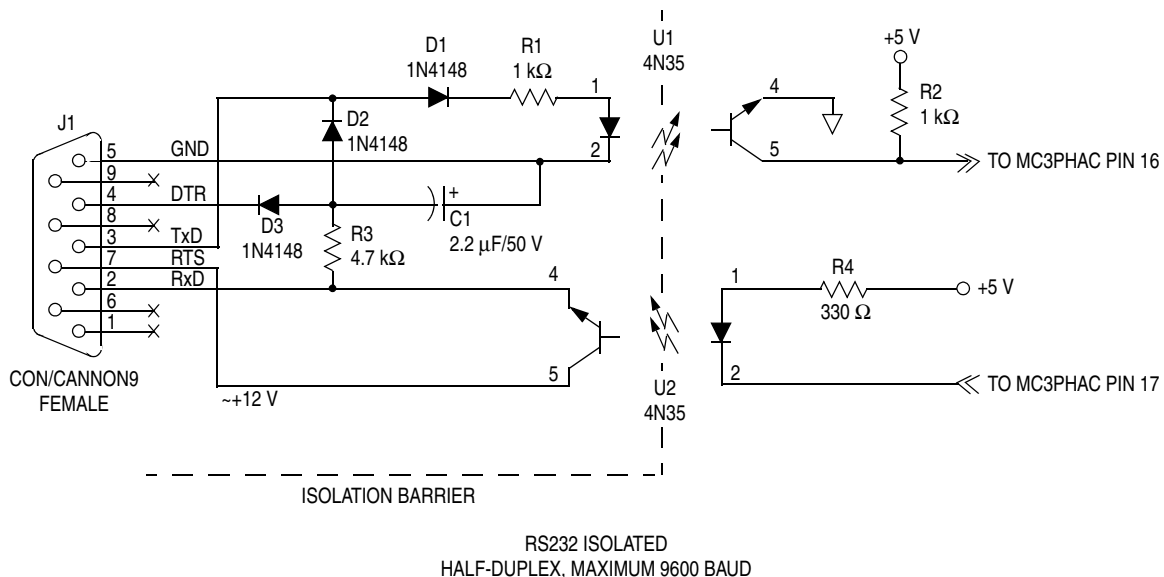 D1
1N4148
R1
1 kΩ
U1
4N35
+5 V
J1
D2
1N4148
1
4
R2
1 kΩ
5
GND
2
5
TO MC3PHAC PIN 16
9
4
DTR
+
C1
2.2 µF/50 V
8
D3
1N4148
R3
4.7 kΩ
3
TxD
7
RTS
2
RxD
4
1
R4
330 Ω
+5 V
6
1
CON/CANNON9
FEMALE
~+12 V
5
U2
4N35
2
TO MC3PHAC PIN 17
ISOLATION BARRIER
RS232 ISOLATED
HALF-DUPLEX, MAXIMUM 9600 BAUD